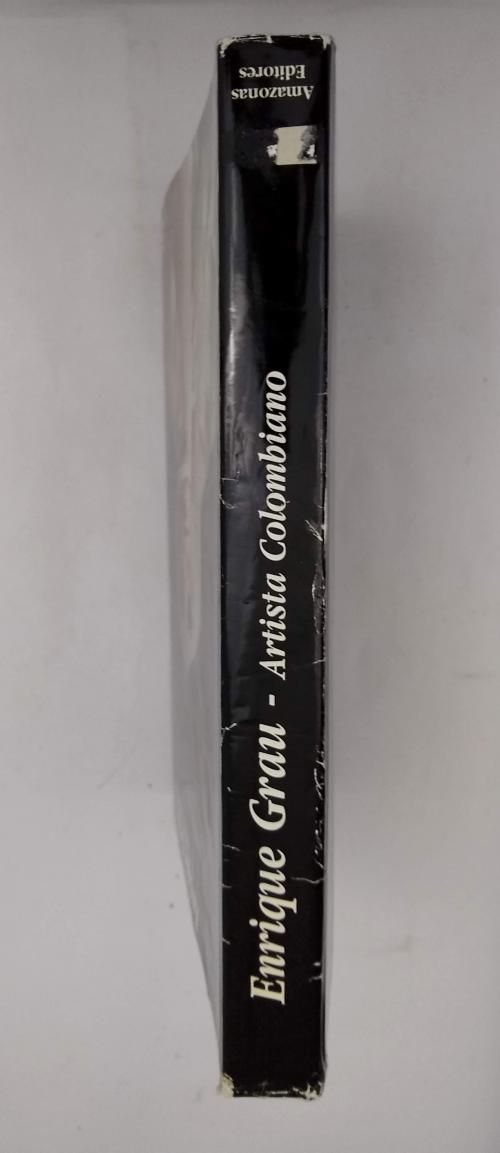 Enrique Grau - Artista Colombiano
Amazonas
Editores